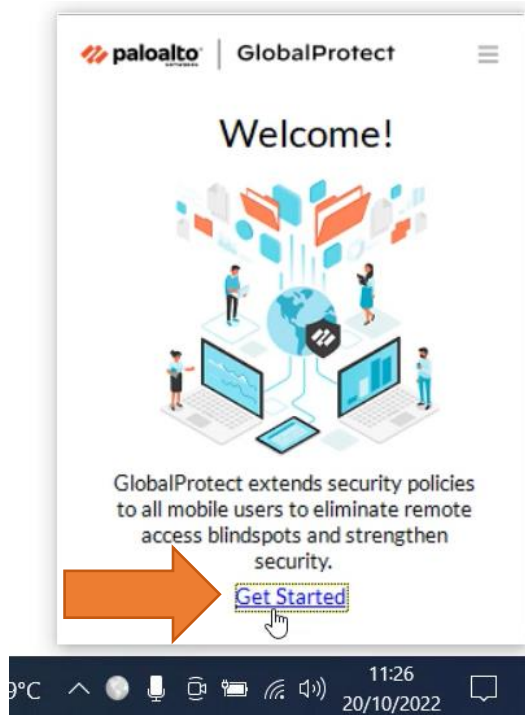 paloalto GlobalProtect
Welcome!
GlobalProtect extends security policies
to all mobile users to eliminate remote
access blindspots and strengthen
security.
Get Started
9°C 11:26
20/10/2022